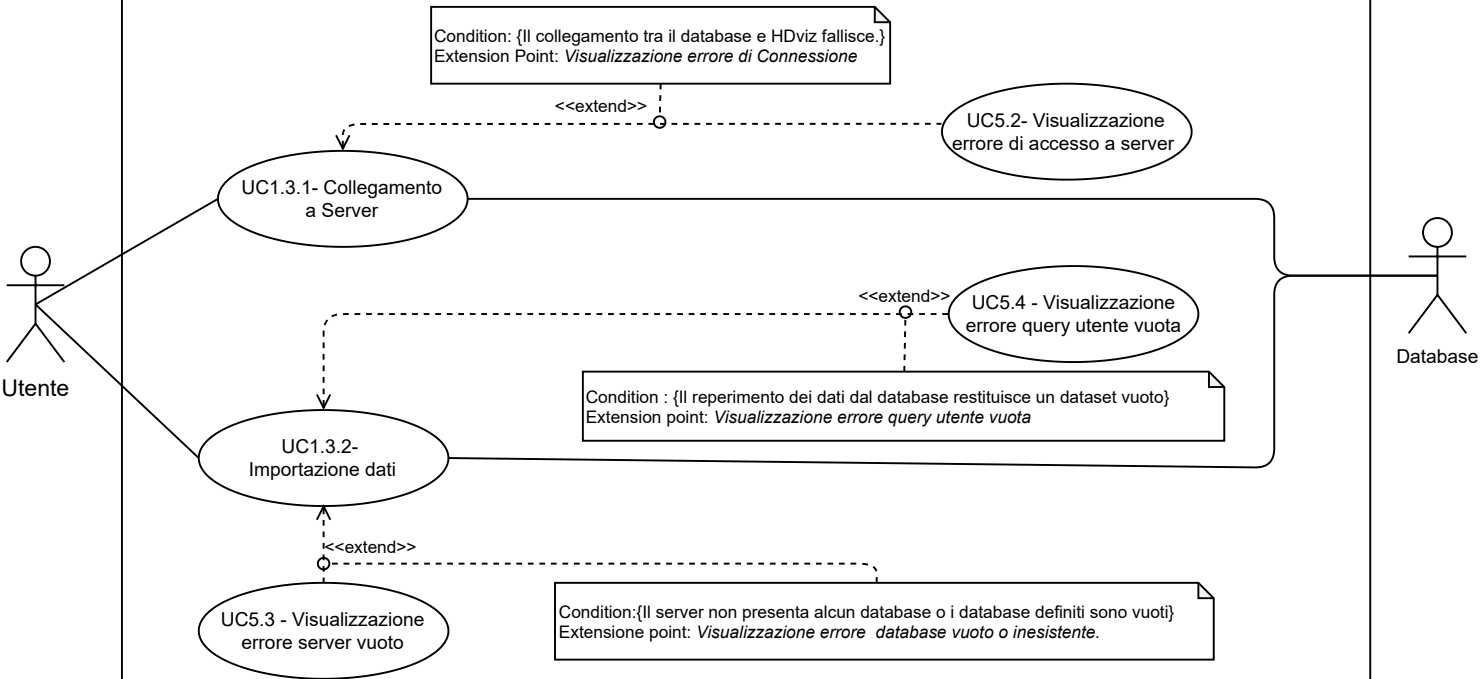 Condition: {Il collegamento tra il database e HDviz fallisce.}
Extension Point: Visualizzazione errore di Connessione
<<extend>>
UC5.2- Visualizzazione
errore di accesso a server
UC1.3.1- Collegamento
a Server
<<extend>>
UC5.4 - Visualizzazione
errore query utente vuota
Utente
Database
Condition : {Il reperimento dei dati dal database restituisce un dataset vuoto}
Extension point: Visualizzazione errore query utente vuota
UC1.3.2-
Importazione dati
<<extend>>
UC5.3 - Visualizzazione
errore server vuoto
Condition:{Il server non presenta alcun database o i database definiti sono vuoti}
Extensione point: Visualizzazione errore  database vuoto o inesistente.